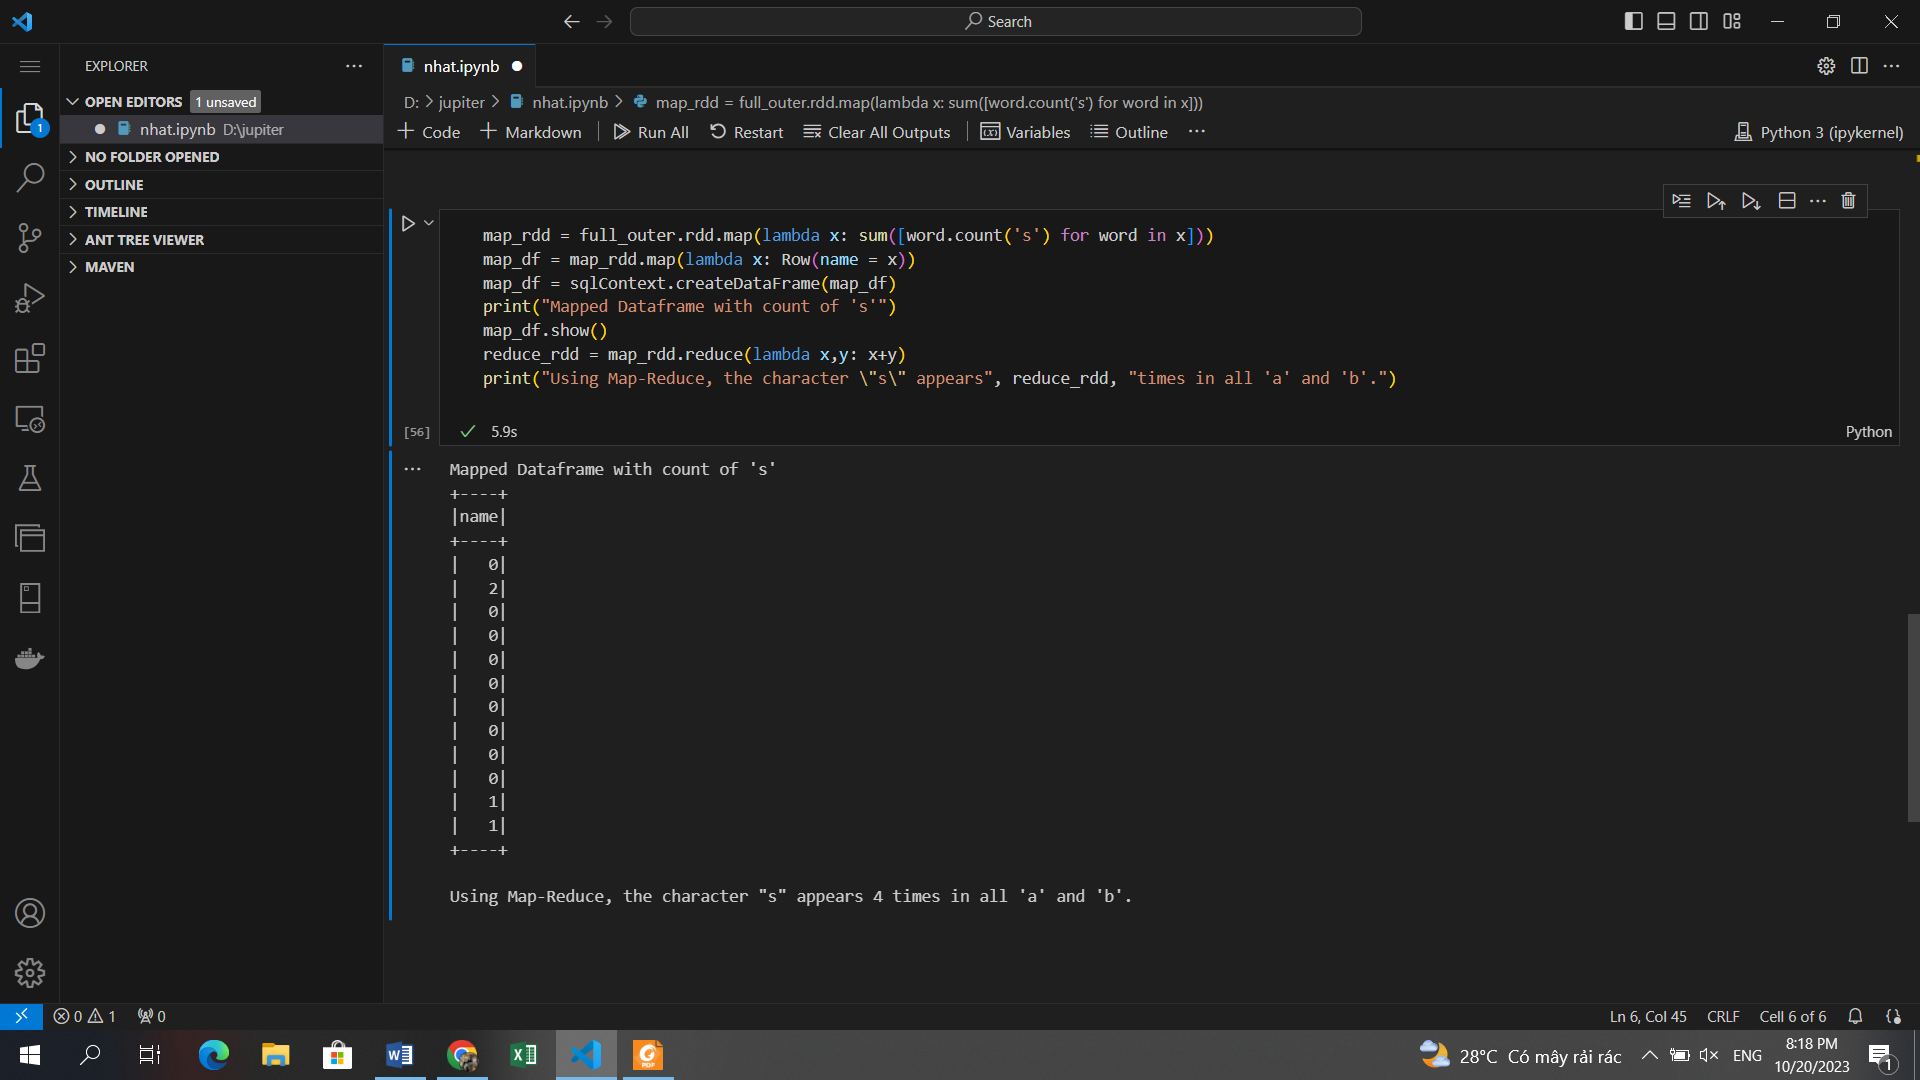 Search
EXPLORER
OPEN EDITORS 1 unsaved
nhat.ipynb D:\jupiter
NO FOLDER OPENED
OUTLINE
TIMELINE
ANT TREE VIEWER
MAVEN
1
nhat.ipynb
D: > jupiter > nhat.ipynb > map_rdd = full_outer.rdd.map(lambda x: sum([word.count('s') for word in x]))
+ Code + Markdown Run All Restart Clear All Outputs Variables Outline ... Python 3 (ipykernel)
map_rdd = full_outer.rdd.map(lambda x: sum([word.count('s') for word in x]))
map_df = map_rdd.map(lambda x: Row(name = x))
map_df = sqlContext.createDataFrame(map_df)
print("Mapped Dataframe with count of 's'")
map_df.show()
reduce_rdd = map_rdd.reduce(lambda x,y: x+y)
print("Using Map-Reduce, the character \"s\" appears", reduce_rdd, "times in all 'a' and 'b'.")
[56] 5.9s Python
Mapped Dataframe with count of 's'
+----+
|name|
+----+
|   0|
|   2|
|   0|
|   0|
|   0|
|   0|
|   0|
|   0|
|   0|
|   0|
|   1|
|   1|
+----+
Using Map-Reduce, the character "s" appears 4 times in all 'a' and 'b'.
0 1 0 Ln 6, Col 45 CRLF Cell 6 of 6
28°C Có mây rải rác ENG
8:18 PM
10/20/2023
1